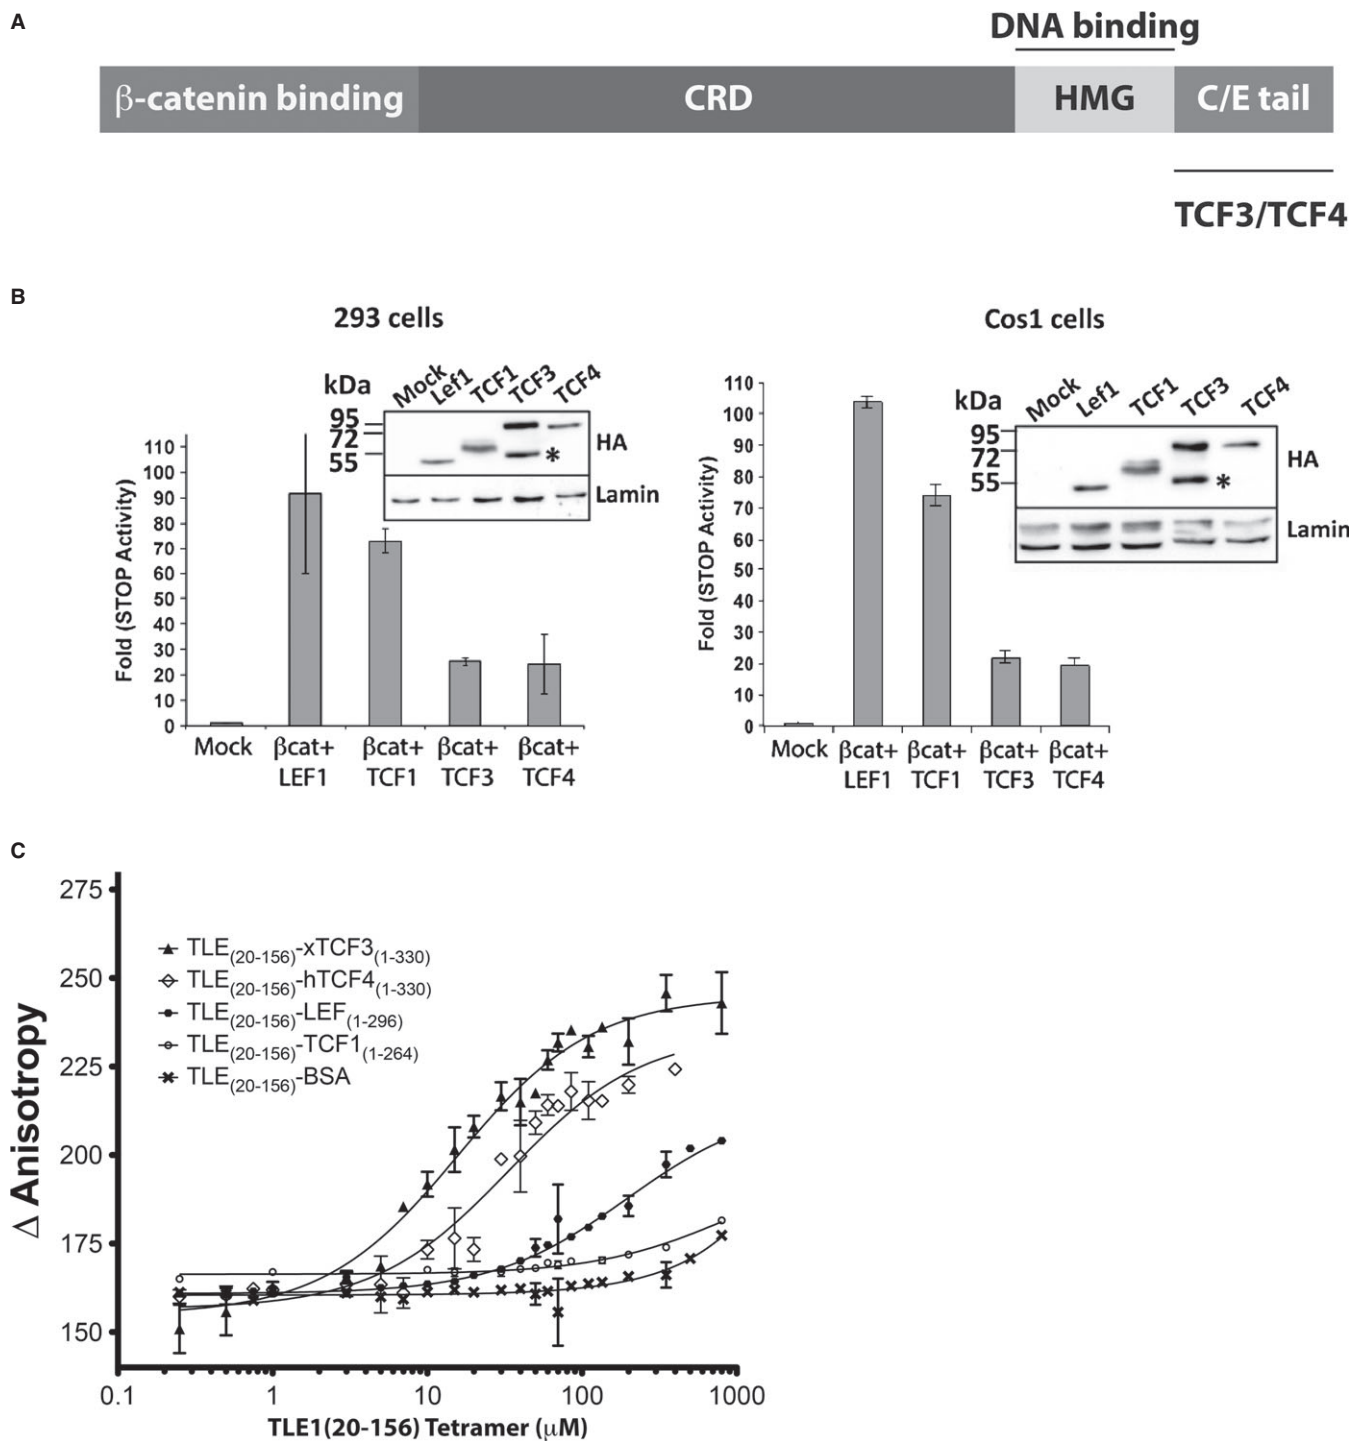 A
DNA binding
β-catenin binding CRD HMG C/E tail
TCF3/TCF4
B
293 cells
kDa
Mock Lef1 TCF1 TCF3 TCF4
95
72
55
*
HA
Lamin
Fold (STOP Activity)
110
100
90
80
70
60
50
40
30
20
10
0
Mock βcat+ βcat+ βcat+ βcat+
LEF1 TCF1 TCF3 TCF4
Cos1 cells
kDa
Mock Lef1 TCF1 TCF3 TCF4
95
72
55
*
HA
Lamin
Fold (STOP Activity)
110
100
90
80
70
60
50
40
30
20
10
0
Mock βcat+ βcat+ βcat+ βcat+
LEF1 TCF1 TCF3 TCF4
C
Δ Anisotropy
275
250
225
200
175
150
TLE(20-156)-xTCF3(1-330)
TLE(20-156)-hTCF4(1-330)
TLE(20-156)-LEF(1-296)
TLE(20-156)-TCF1(1-264)
TLE(20-156)-BSA
0.1 1 10 100 1000
TLE1(20-156) Tetramer (μM)